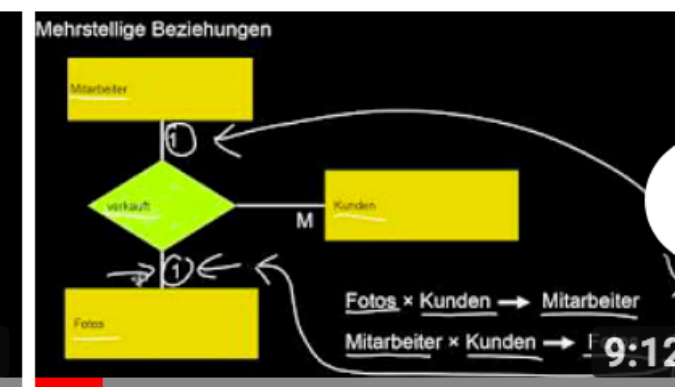 Mehrstellige Beziehungen
Mitarbeiter
1
verkauft
M
Kunden
1
Fotos
Fotos × Kunden → Mitarbeiter
Mitarbeiter × Kunden →
9:12